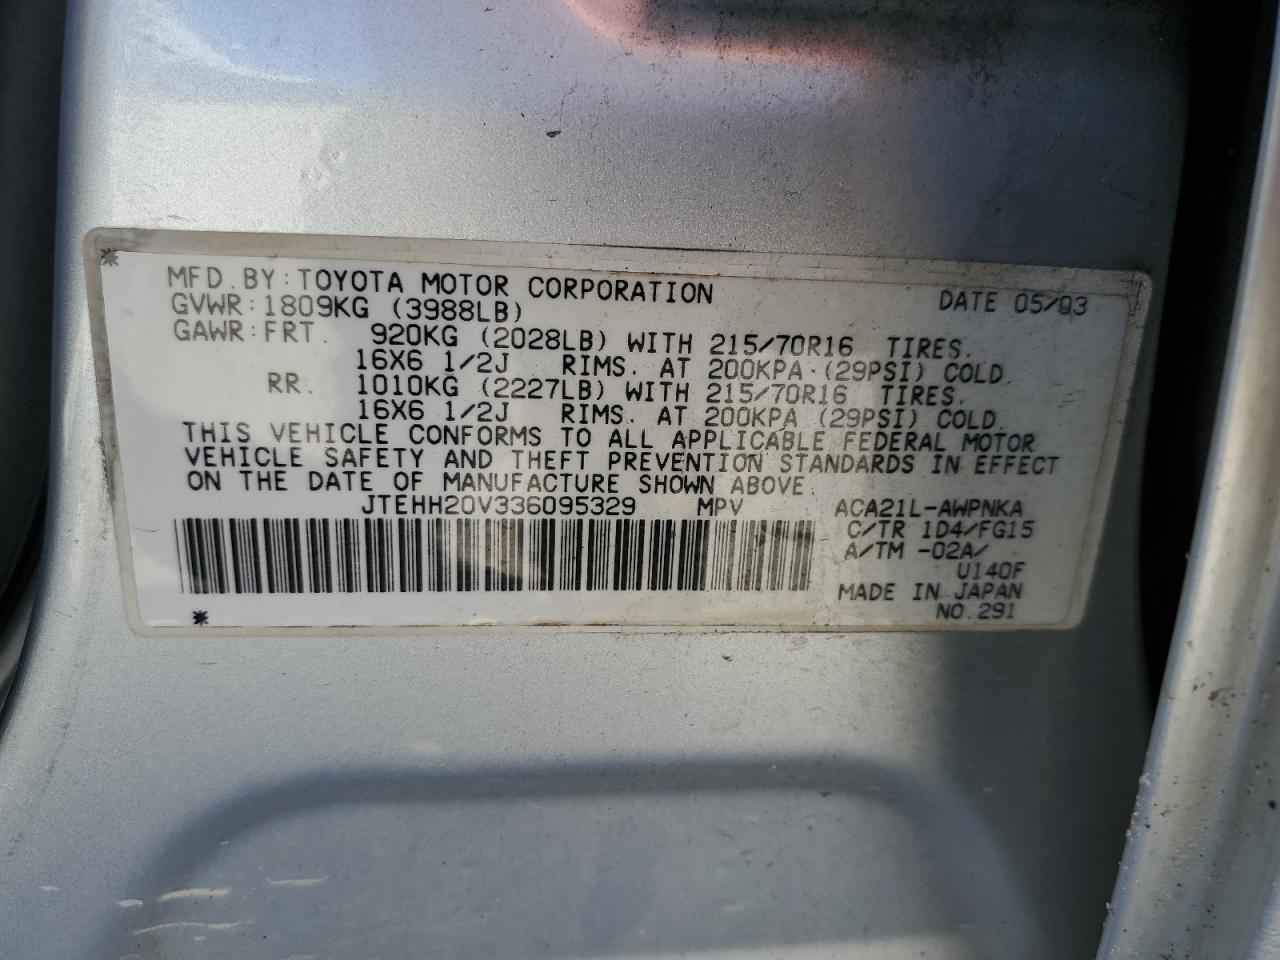 MFD. BY: TOYOTA MOTOR CORPORATION DATE 05/03
GVWR: 1809KG (3988LB)
GAWR: FRT. 920KG (2028LB) WITH 215/70R16 TIRES.
16X6 1/2J RIMS. AT 200KPA (29PSI) COLD.
RR. 1010KG (2227LB) WITH 215/70R16 TIRES.
16X6 1/2J RIMS. AT 200KPA (29PSI) COLD.
THIS VEHICLE CONFORMS TO ALL APPLICABLE FEDERAL MOTOR
VEHICLE SAFETY AND THEFT PREVENTION STANDARDS IN EFFECT
ON THE DATE OF MANUFACTURE SHOWN ABOVE.
JTEHH20V336095329 MPV ACA21L-AWPNKA
C/TR 1D4/FG15
A/TM -02A/
U140F
MADE IN JAPAN
NO.291